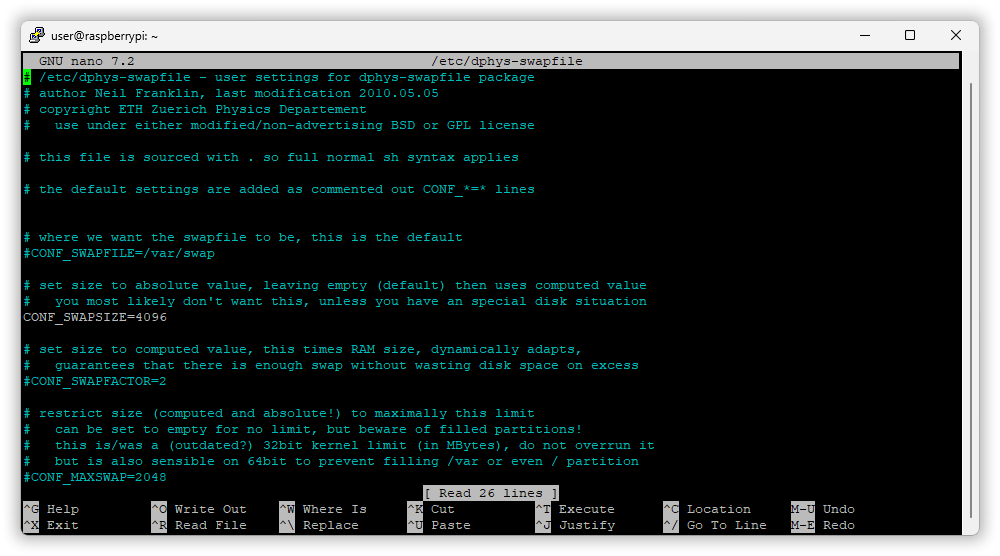 user@raspberrypi: ~
GNU nano 7.2 /etc/dphys-swapfile
# /etc/dphys-swapfile - user settings for dphys-swapfile package
# author Neil Franklin, last modification 2010.05.05
# copyright ETH Zuerich Physics Departement
#   use under either modified/non-advertising BSD or GPL license
# this file is sourced with . so full normal sh syntax applies
# the default settings are added as commented out CONF_*=* lines
# where we want the swapfile to be, this is the default
#CONF_SWAPFILE=/var/swap
# set size to absolute value, leaving empty (default) then uses computed value
#   you most likely don't want this, unless you have an special disk situation
CONF_SWAPSIZE=4096
# set size to computed value, this times RAM size, dynamically adapts,
#   guarantees that there is enough swap without wasting disk space on excess
#CONF_SWAPFACTOR=2
# restrict size (computed and absolute!) to maximally this limit
#   can be set to empty for no limit, but beware of filled partitions!
#   this is/was a (outdated?) 32bit kernel limit (in MBytes), do not overrun it
#   but is also sensible on 64bit to prevent filling /var or even / partition
#CONF_MAXSWAP=2048
[ Read 26 lines ]
^G Help ^O Write Out ^W Where Is ^K Cut ^T Execute ^C Location M-U Undo
^X Exit ^R Read File ^\ Replace ^U Paste ^J Justify ^/ Go To Line M-E Redo